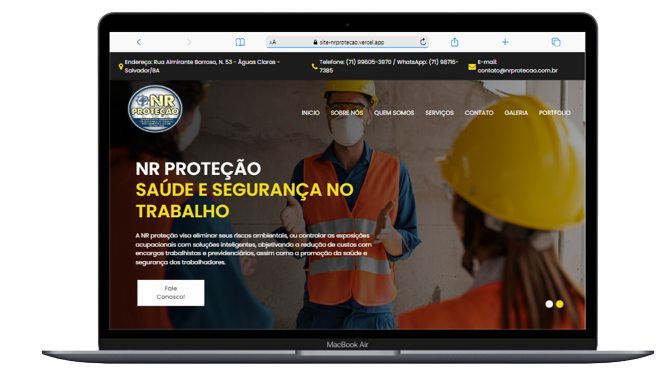 AA site-nrprotecao.vercel.app
Endereço: Rua Almirante Barroso, N. 53 - Águas Claras - Salvador/BA
Telefone: (71) 99605-3970 / WhatsApp: (71) 98716-7385
E-mail: contato@nrprotecao.com.br
NR
PROTEÇÃO
INICIO SOBRE NÓS QUEM SOMOS SERVIÇOS CONTATO GALERIA PORTFOLIO
NR PROTEÇÃO
SAÚDE E SEGURANÇA NO
TRABALHO
A NR proteção visa eliminar seus riscos ambientais, ou controlar as exposições
ocupacionais com soluções inteligentes, objetivando a redução de custos com
encargos trabalhistas e previdenciários, assim como a promoção da saúde e
segurança dos trabalhadores.
Fale
Conosco!
MacBook Air